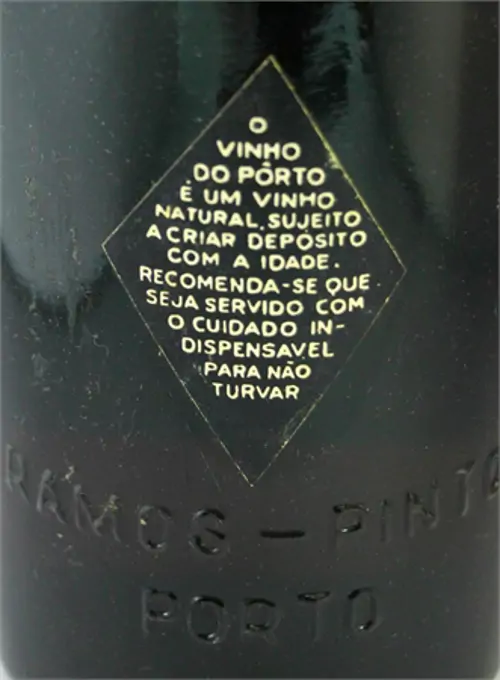 O
VINHO
DO PÔRTO
É UM VINHO
NATURAL, SUJEITO
A CRIAR DEPÓSITO
COM A IDADE.
RECOMENDA-SE QUE
SEJA SERVIDO COM
O CUIDADO IN-
DISPENSAVEL
PARA NÃO
TURVAR
RAMOS - PINTO
PORTO